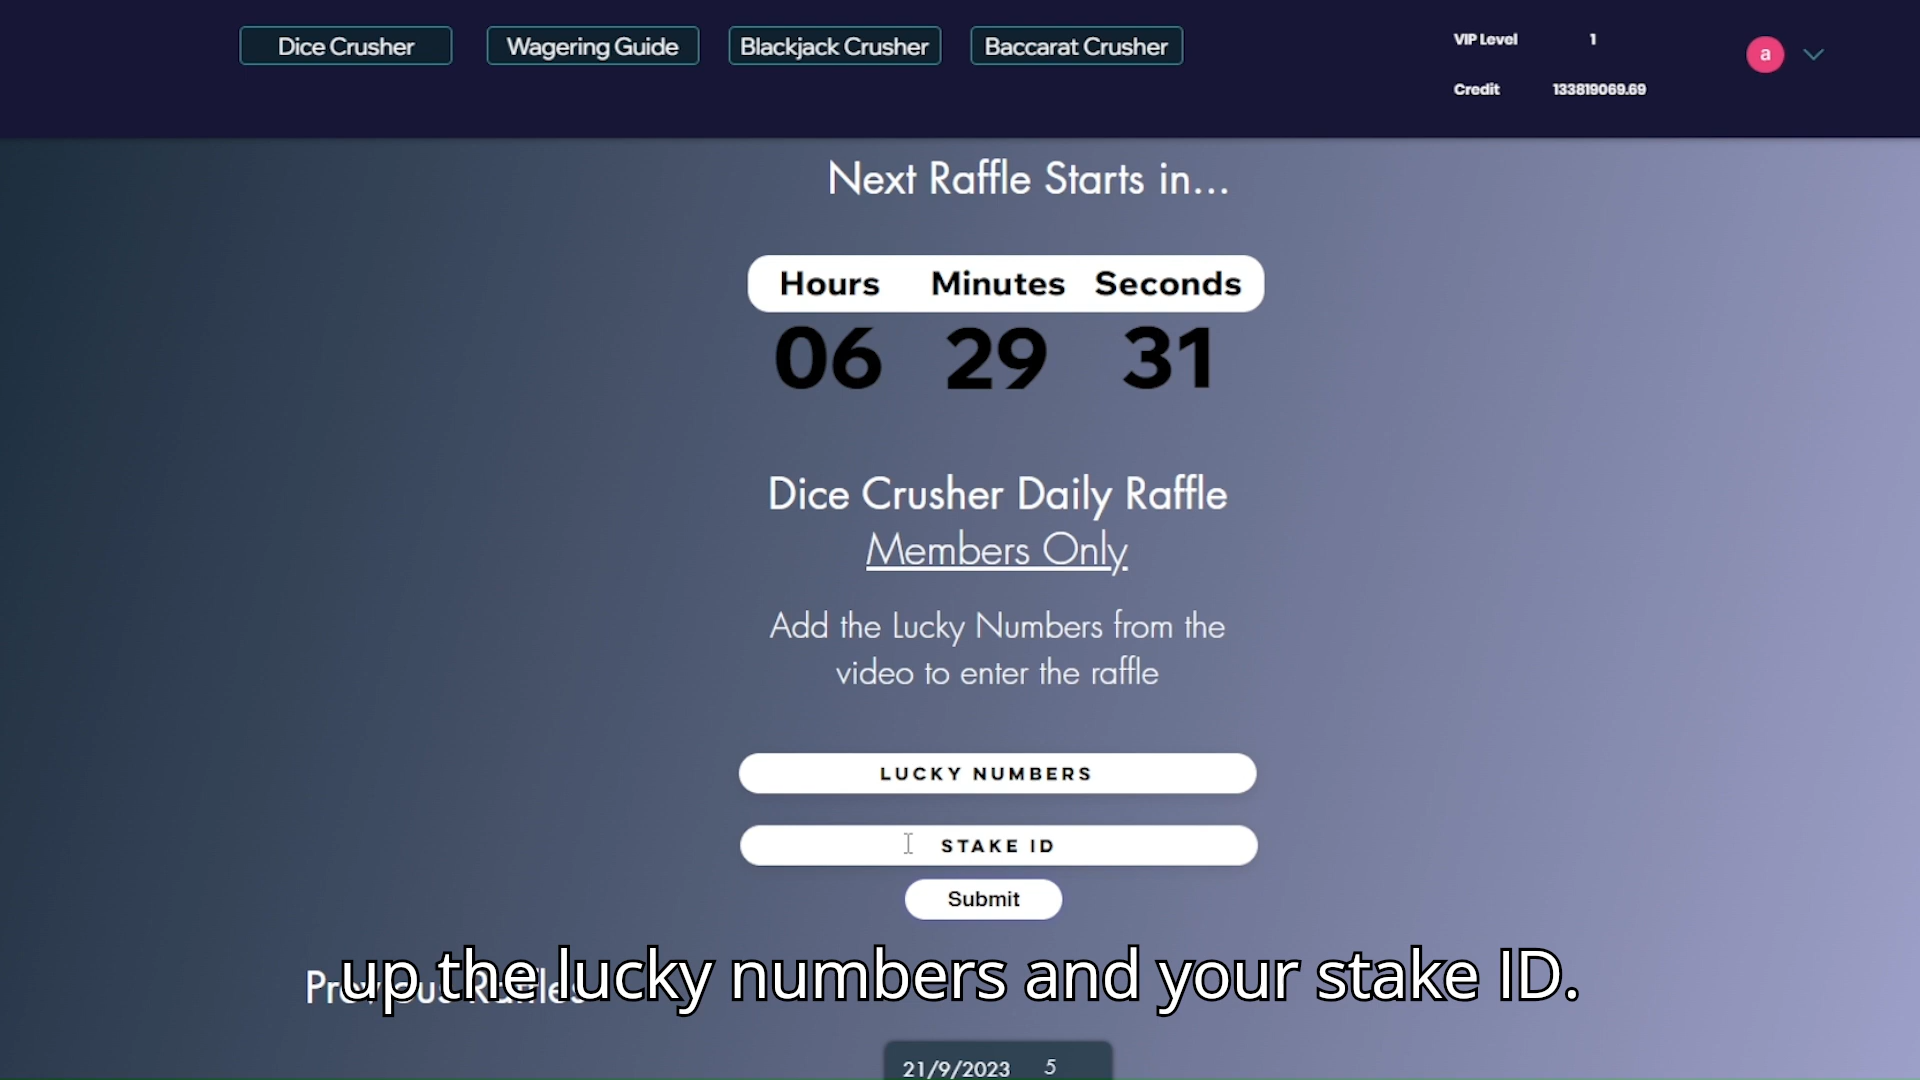 Dice Crusher
Wagering Guide
Blackjack Crusher
Baccarat Crusher
VIP Level 1
Credit 133819069.69
a
Next Raffle Starts in...
Hours Minutes Seconds
06 29 31
Dice Crusher Daily Raffle
Members Only
Add the Lucky Numbers from the
video to enter the raffle
LUCKY NUMBERS
STAKE ID
Submit
Previous Raffles
up the lucky numbers and your stake ID.
21/9/2023 5